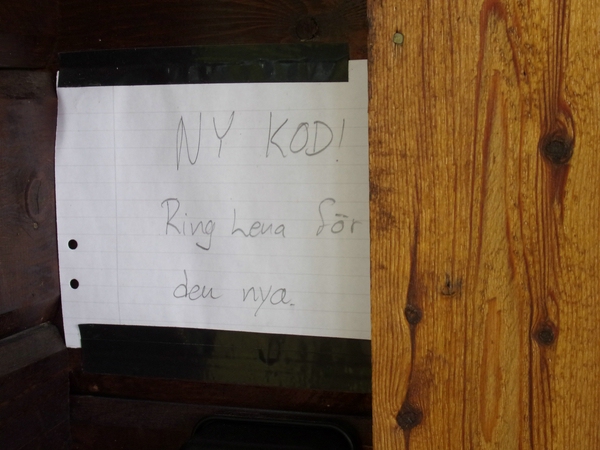 NY KOD!
Ring Lena för
den nya.